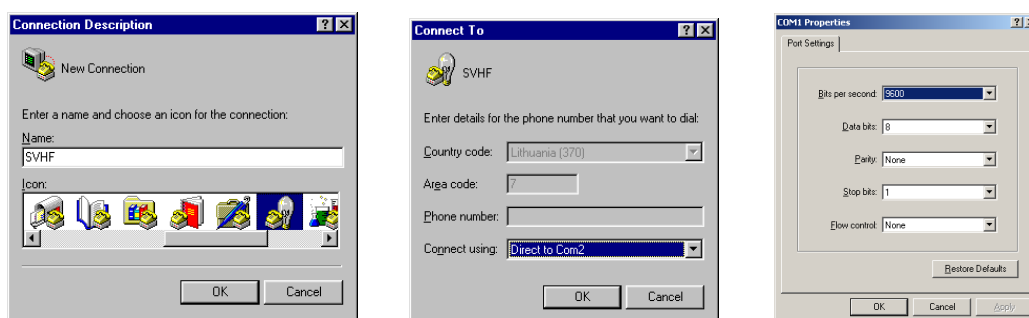 Connection Description
New Connection
Enter a name and choose an icon for the connection:
Name:
SVHF
Icon:
OK Cancel
Connect To
SVHF
Enter details for the phone number that you want to dial:
Country code: Lithuania (370)
Area code: 7
Phone number:
Connect using: Direct to Com2
OK Cancel
COM1 Properties
Port Settings
Bits per second: 9600
Data bits: 8
Parity: None
Stop bits: 1
Flow control: None
Restore Defaults
OK Cancel Apply